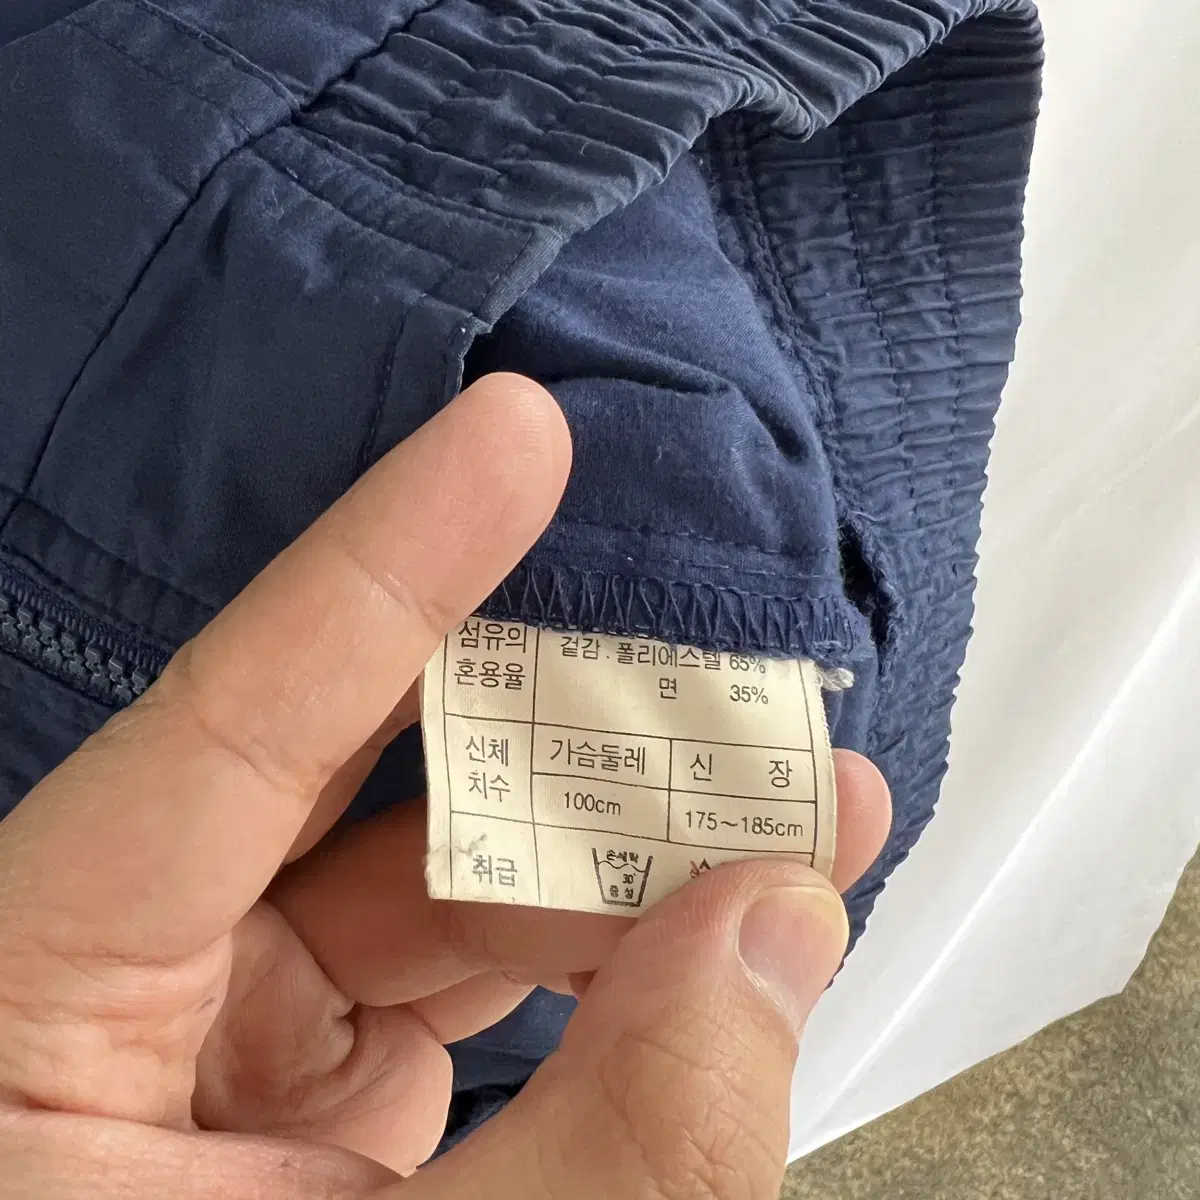 섬유의
혼용율
겉감 . 폴리에스텔 65%
면 35%
신체
치수
가슴둘레
신 장
100cm
175~185cm
취급
손세탁
30°
중성